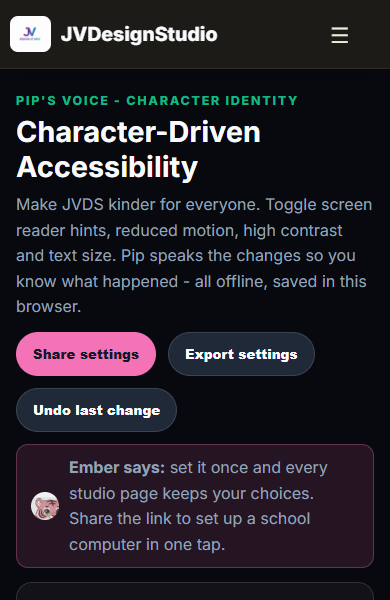 JV
JVDesignStudio
PIP'S VOICE - CHARACTER IDENTITY
Character-Driven
Accessibility
Make JVDS kinder for everyone. Toggle screen
reader hints, reduced motion, high contrast
and text size. Pip speaks the changes so you
know what happened - all offline, saved in this
browser.
Share settings
Export settings
Undo last change
Ember says: set it once and every
studio page keeps your choices.
Share the link to set up a school
computer in one tap.